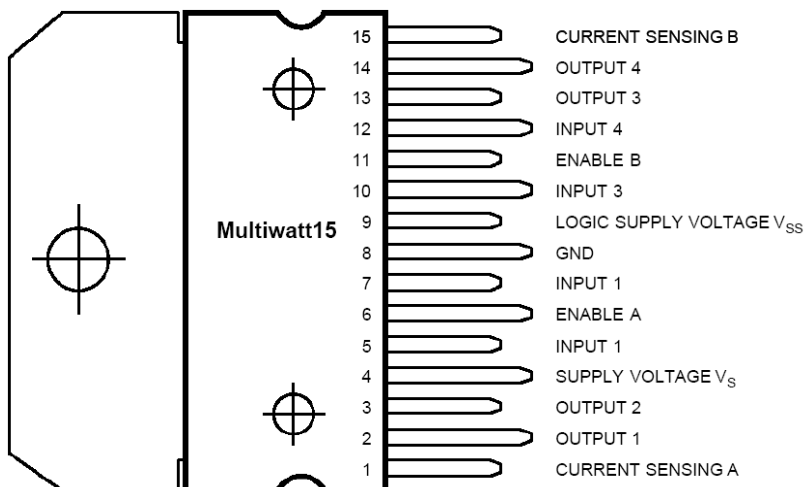 15 CURRENT SENSING B
14 OUTPUT 4
13 OUTPUT 3
12 INPUT 4
11 ENABLE B
10 INPUT 3
Multiwatt15
9 LOGIC SUPPLY VOLTAGE VSS
8 GND
7 INPUT 1
6 ENABLE A
5 INPUT 1
4 SUPPLY VOLTAGE VS
3 OUTPUT 2
2 OUTPUT 1
1 CURRENT SENSING A